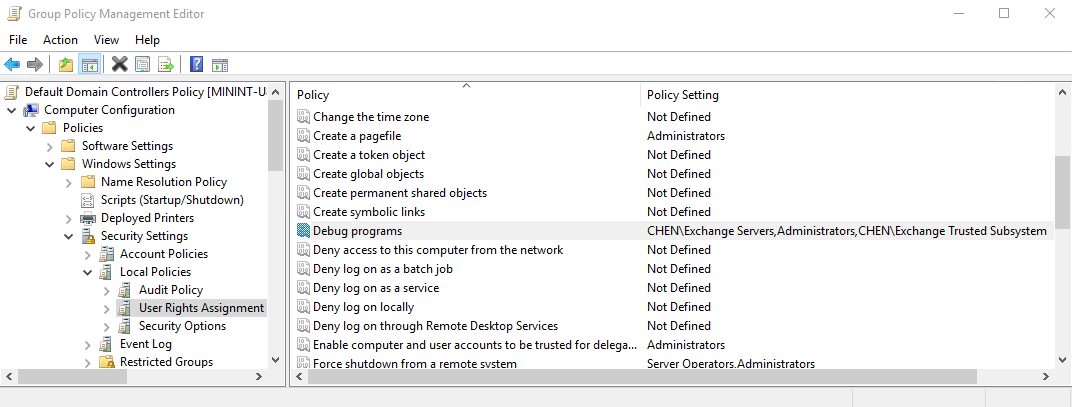 Group Policy Management Editor
File Action View Help
Default Domain Controllers Policy [MININT-U
Computer Configuration
Policies
Software Settings
Windows Settings
Name Resolution Policy
Scripts (Startup/Shutdown)
Deployed Printers
Security Settings
Account Policies
Local Policies
Audit Policy
User Rights Assignment
Security Options
Event Log
Restricted Groups
Policy Policy Setting
Change the time zone Not Defined
Create a pagefile Administrators
Create a token object Not Defined
Create global objects Not Defined
Create permanent shared objects Not Defined
Create symbolic links Not Defined
Debug programs CHEN\Exchange Servers,Administrators,CHEN\Exchange Trusted Subsystem
Deny access to this computer from the network Not Defined
Deny log on as a batch job Not Defined
Deny log on as a service Not Defined
Deny log on locally Not Defined
Deny log on through Remote Desktop Services Not Defined
Enable computer and user accounts to be trusted for delega... Administrators
Force shutdown from a remote system Server Operators,Administrators